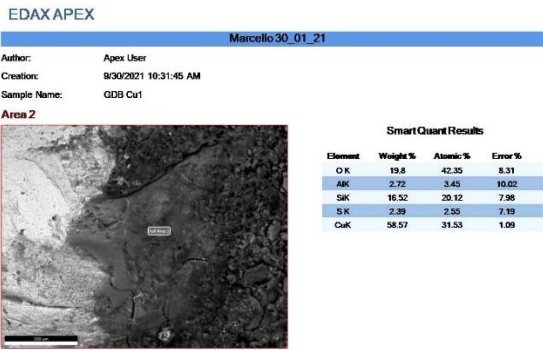 EDAX APEX
Marcello 30_01_21
Author: Apex User
Creation: 9/30/2021 10:31:45 AM
Sample Name: GDB Cu1
Area 2
Smart Quant Results
Element Weight % Atomic % Error %
O K 19.8 42.35 8.31
AlK 2.72 3.45 10.02
SiK 16.52 20.12 7.98
S K 2.39 2.55 7.19
CuK 58.57 31.53 1.09